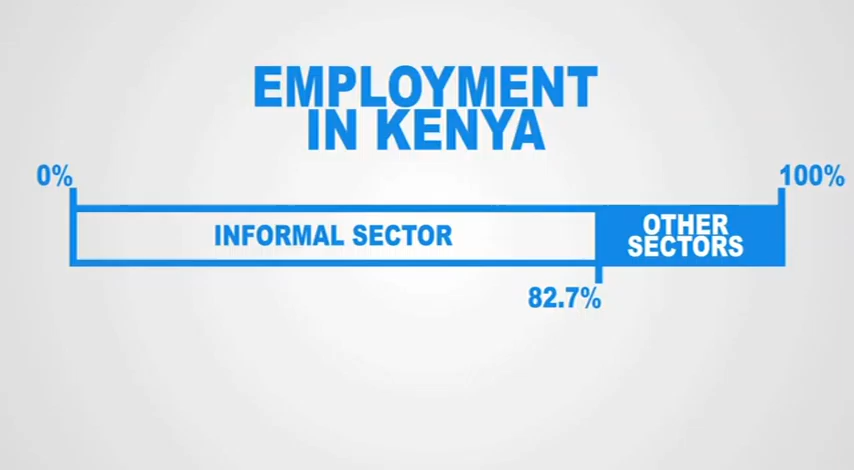 EMPLOYMENT
IN KENYA
0%
100%
INFORMAL SECTOR
OTHER
SECTORS
82.7%